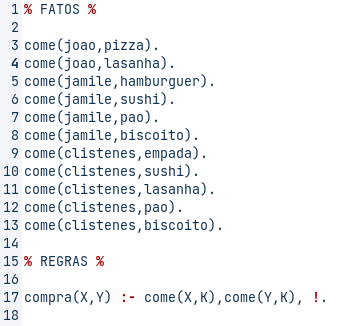 1 % FATOS %
2
3 come(joao,pizza).
4 come(joao,lasanha).
5 come(jamile,hamburguer).
6 come(jamile,sushi).
7 come(jamile,pao).
8 come(jamile,biscoito).
9 come(clistenes,empada).
10 come(clistenes,sushi).
11 come(clistenes,lasanha).
12 come(clistenes,pao).
13 come(clistenes,biscoito).
14
15 % REGRAS %
16
17 compra(X,Y) :- come(X,K),come(Y,K), !.
18